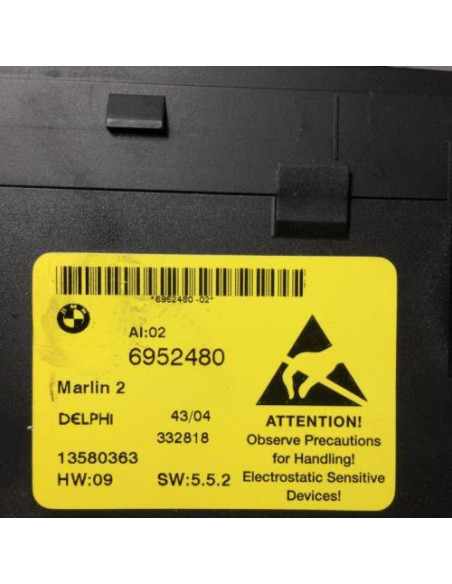 *6952480-02*
AI:02
6952480
Marlin 2
DELPHI 43/04
332818
13580363
HW:09 SW:5.5.2
ATTENTION!
Observe Precautions
for Handling!
Electrostatic Sensitive
Devices!